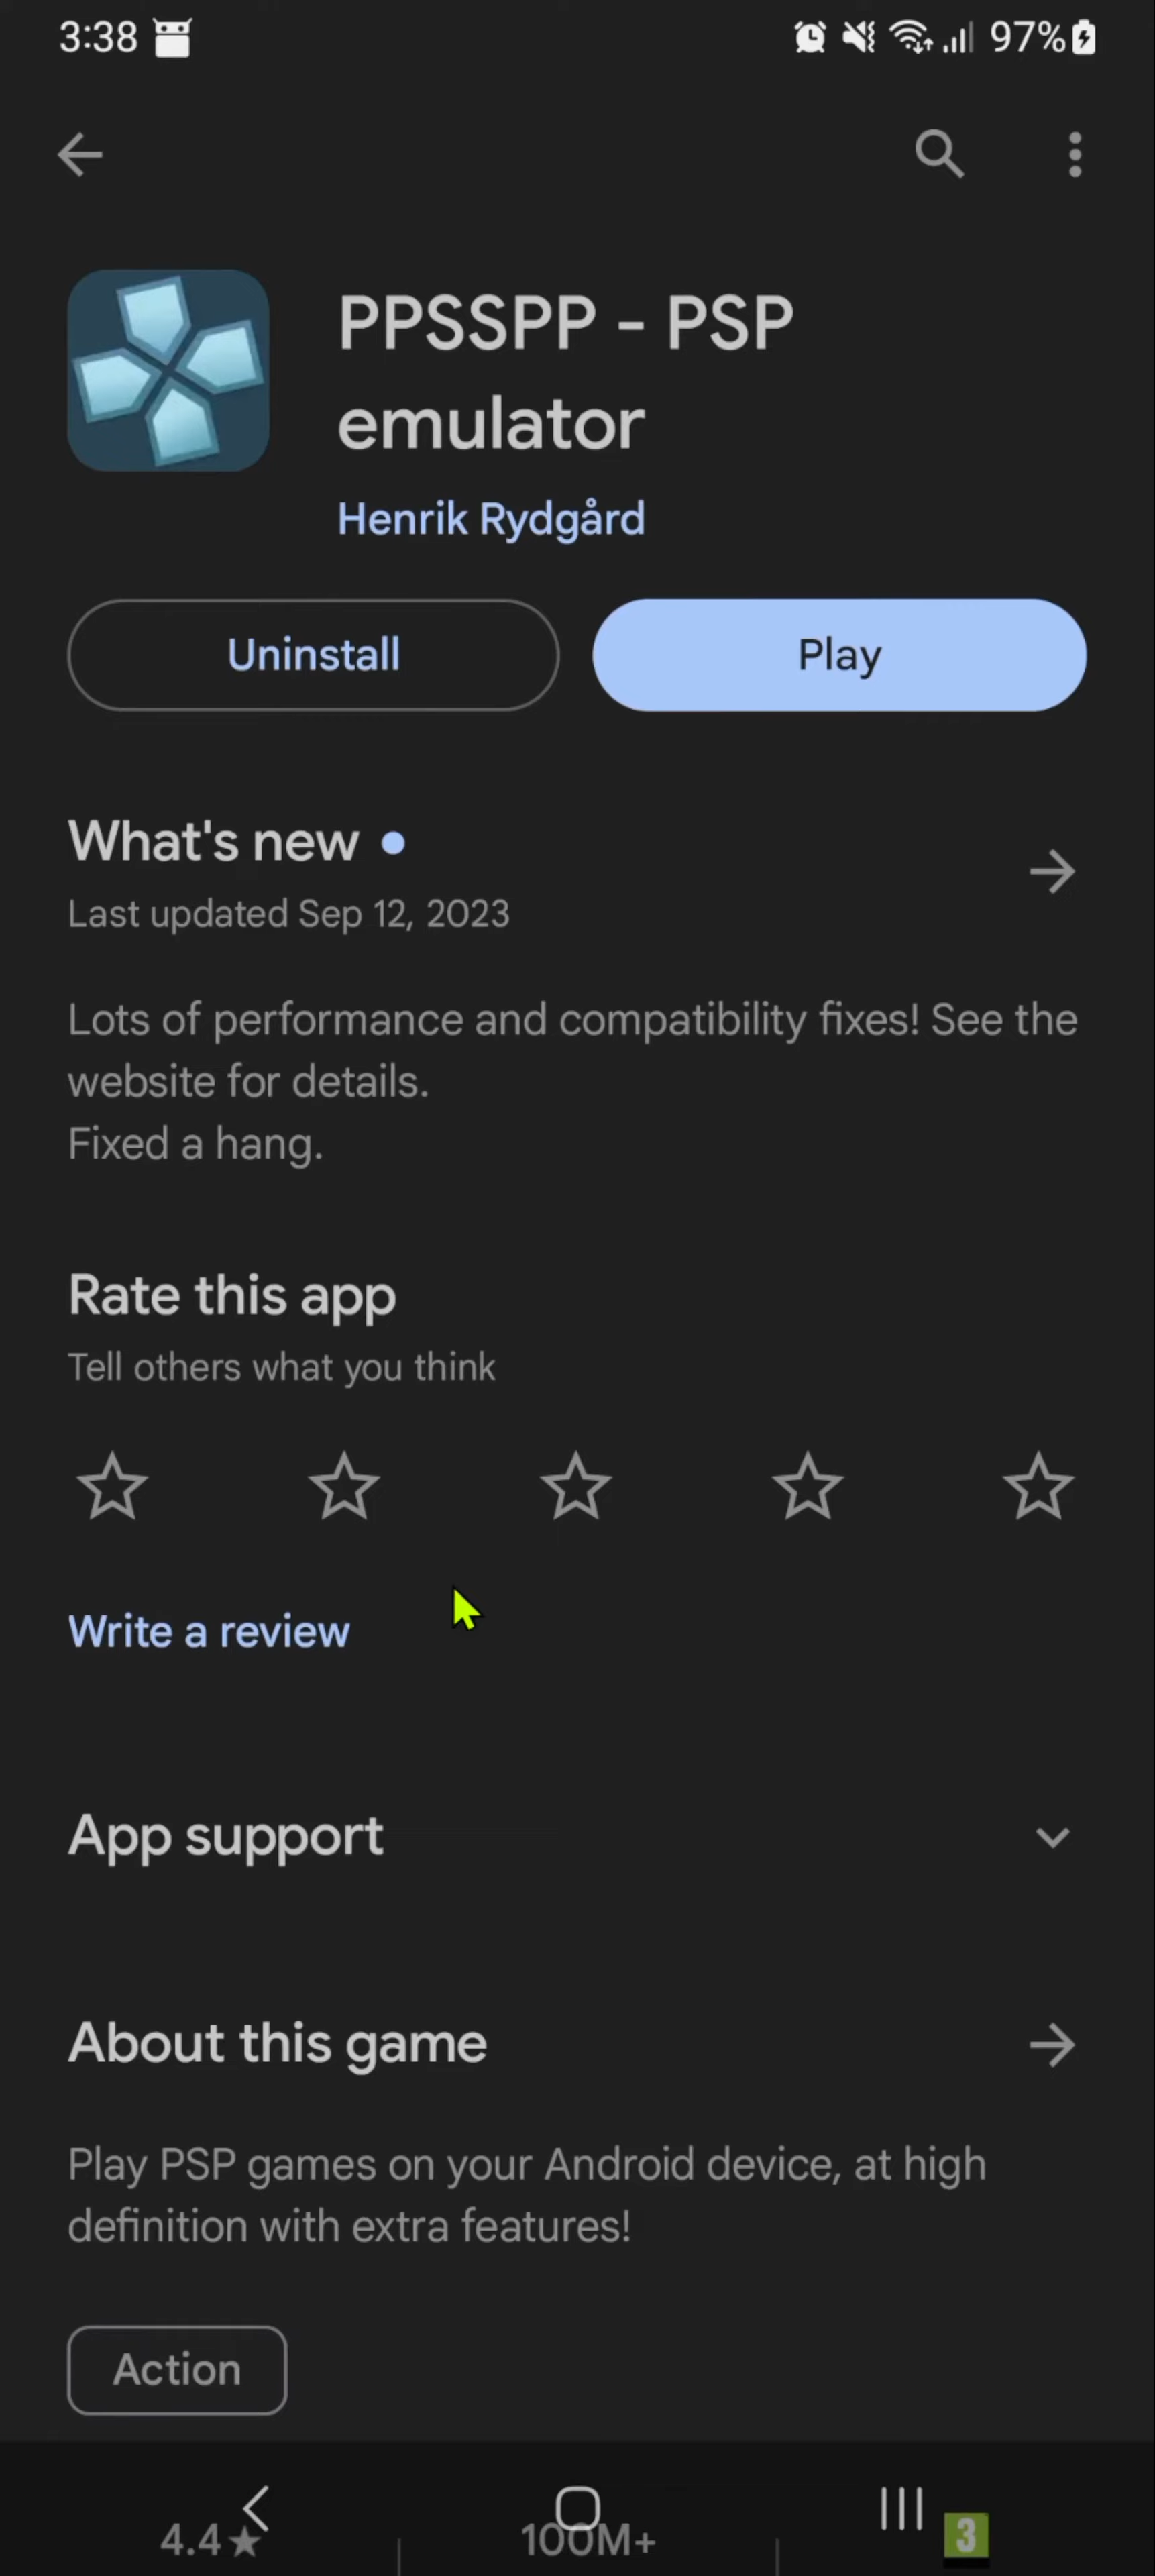 3:38 97%
PPSSPP - PSP
emulator
Henrik Rydgård
Uninstall Play
What's new
Last updated Sep 12, 2023
Lots of performance and compatibility fixes! See the
website for details.
Fixed a hang.
Rate this app
Tell others what you think
Write a review
App support
About this game
Play PSP games on your Android device, at high
definition with extra features!
Action
4.4★ 100M+ 3